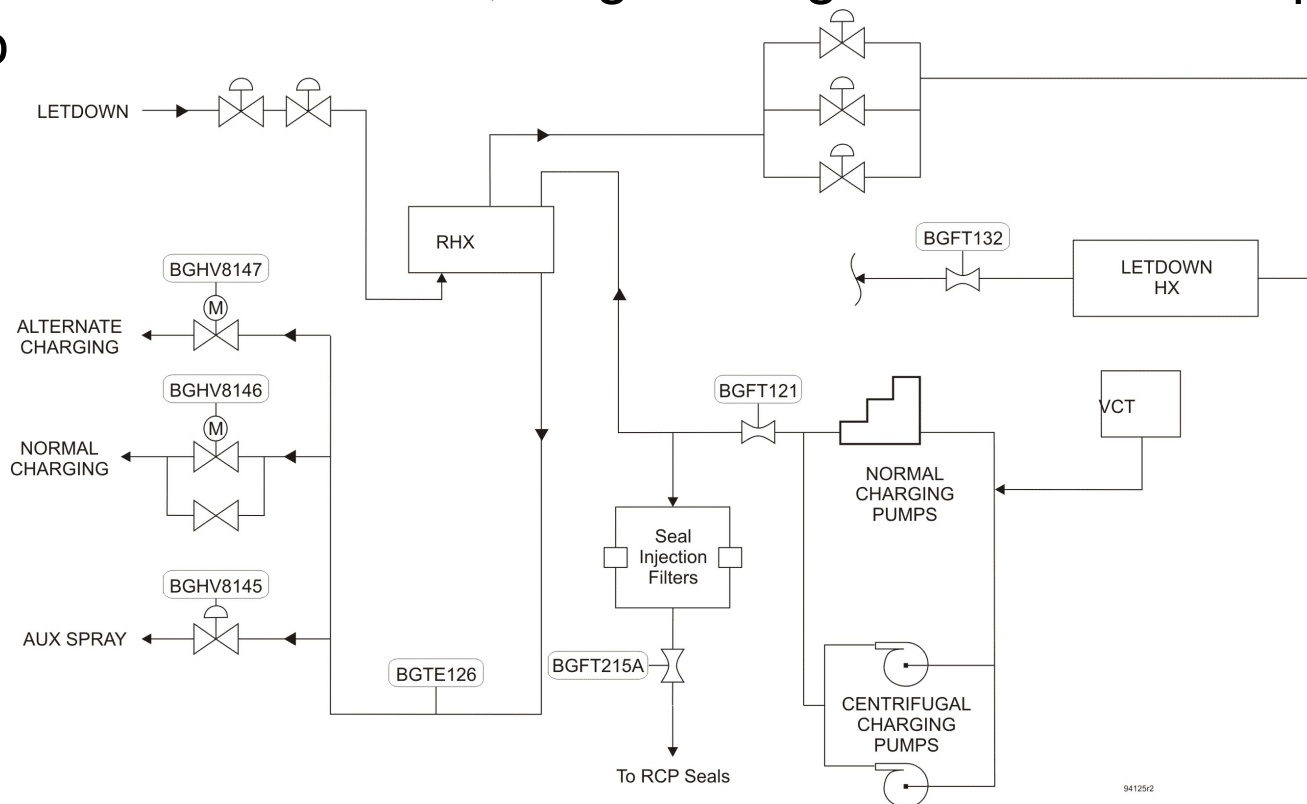 LETDOWN
RHX
BGFT132
LETDOWN
HX
BGHV8147
M
ALTERNATE
CHARGING
BGHV8146
M
NORMAL
CHARGING
BGFT121
VCT
NORMAL
CHARGING
PUMPS
Seal
Injection
Filters
BGHV8145
AUX SPRAY
BGTE126
BGFT215A
CENTRIFUGAL
CHARGING
PUMPS
To RCP Seals
94125r2